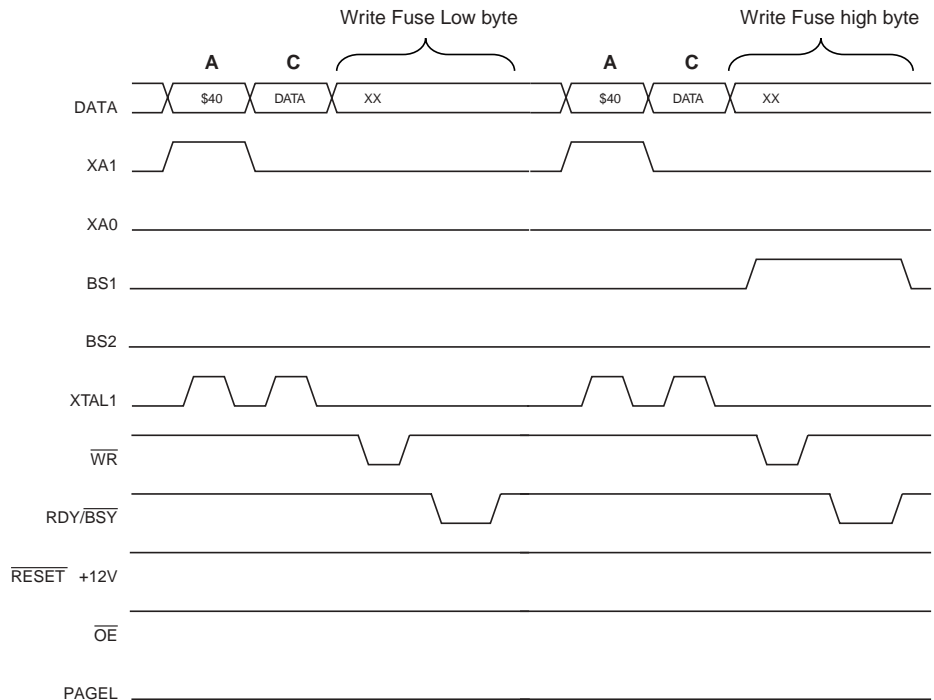 Write Fuse Low byte Write Fuse high byte
A C A C
DATA $40 DATA XX $40 DATA XX
XA1
XA0
BS1
BS2
XTAL1
WR
RDY/BSY
RESET +12V
OE
PAGEL